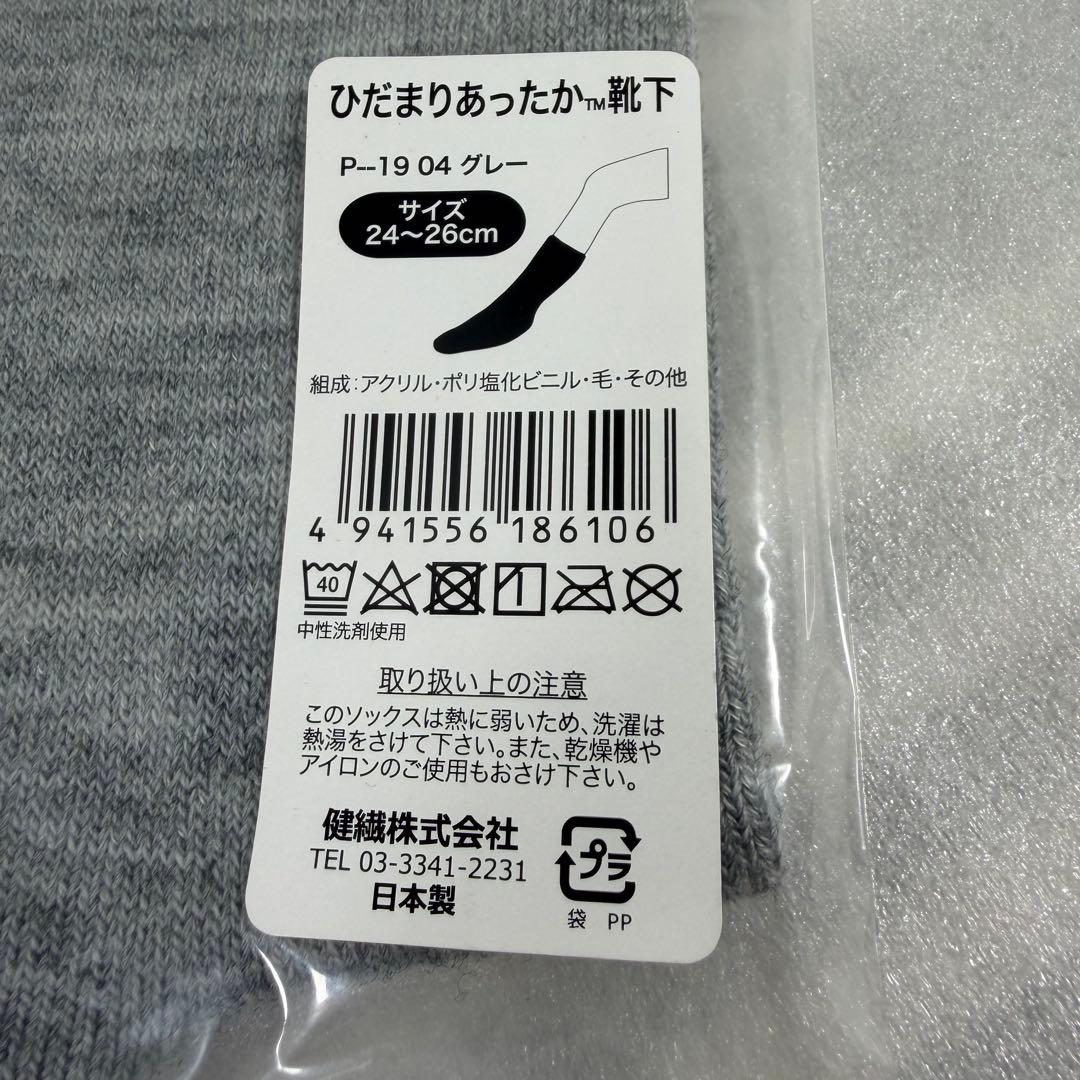 ひだまりあったか™靴下
P--19 04 グレー
サイズ
24〜26cm
組成：アクリル・ポリ塩化ビニル・毛・その他
4 941556 186106
40
中性洗剤使用
取り扱い上の注意
このソックスは熱に弱いため、洗濯は
熱湯をさけて下さい。また、乾燥機や
アイロンのご使用もおさけ下さい。
健繊株式会社
TEL 03-3341-2231
日本製
プラ
袋 PP